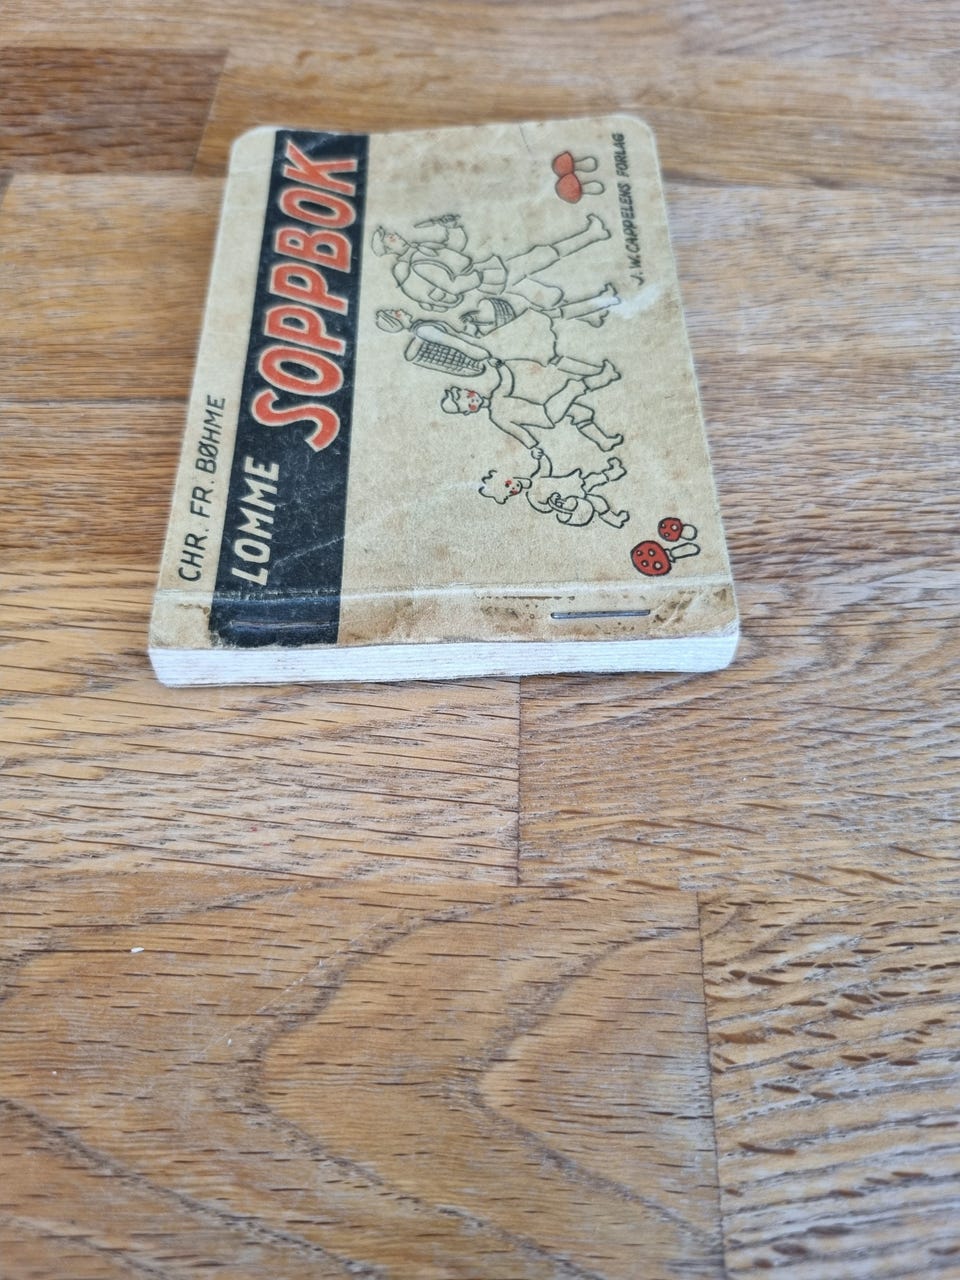 CHR. FR. BØHME
LOMME SOPPBOK
J. W. CAPPELENS FORLAG